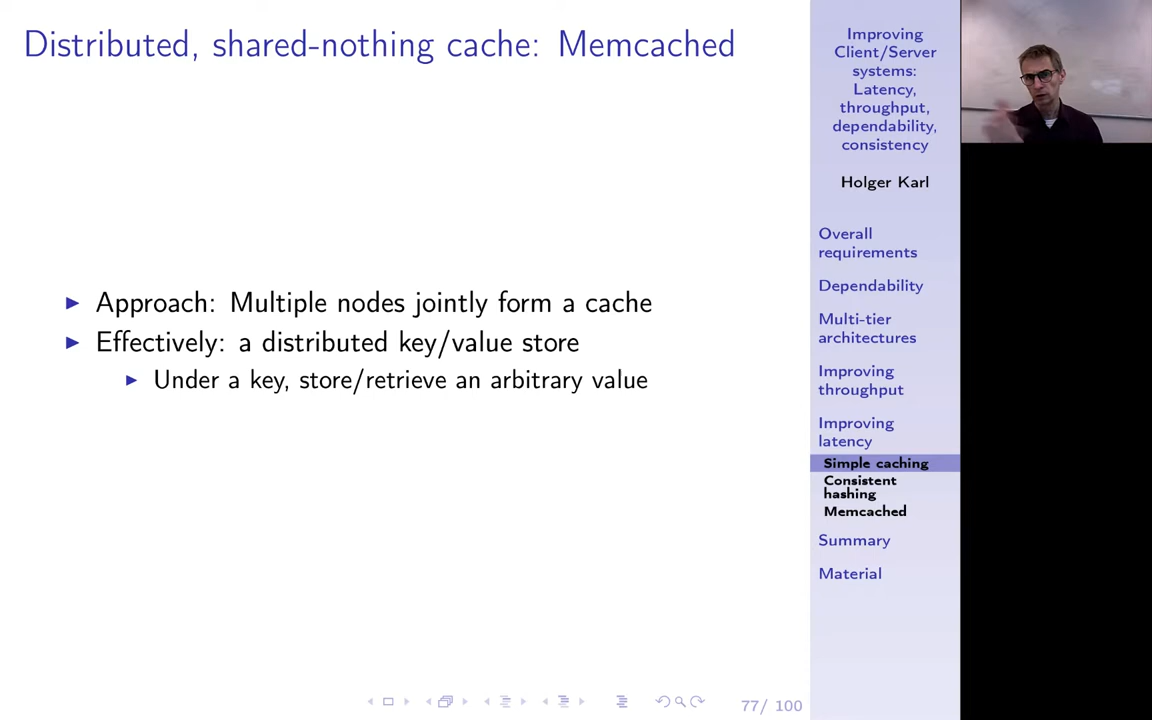 Distributed, shared-nothing cache: Memcached
Approach: Multiple nodes jointly form a cache
Effectively: a distributed key/value store
Under a key, store/retrieve an arbitrary value
77/ 100
Improving
Client/Server
systems:
Latency,
throughput,
dependability,
consistency
Holger Karl
Overall
requirements
Dependability
Multi-tier
architectures
Improving
throughput
Improving
latency
Simple caching
Consistent
hashing
Memcached
Summary
Material